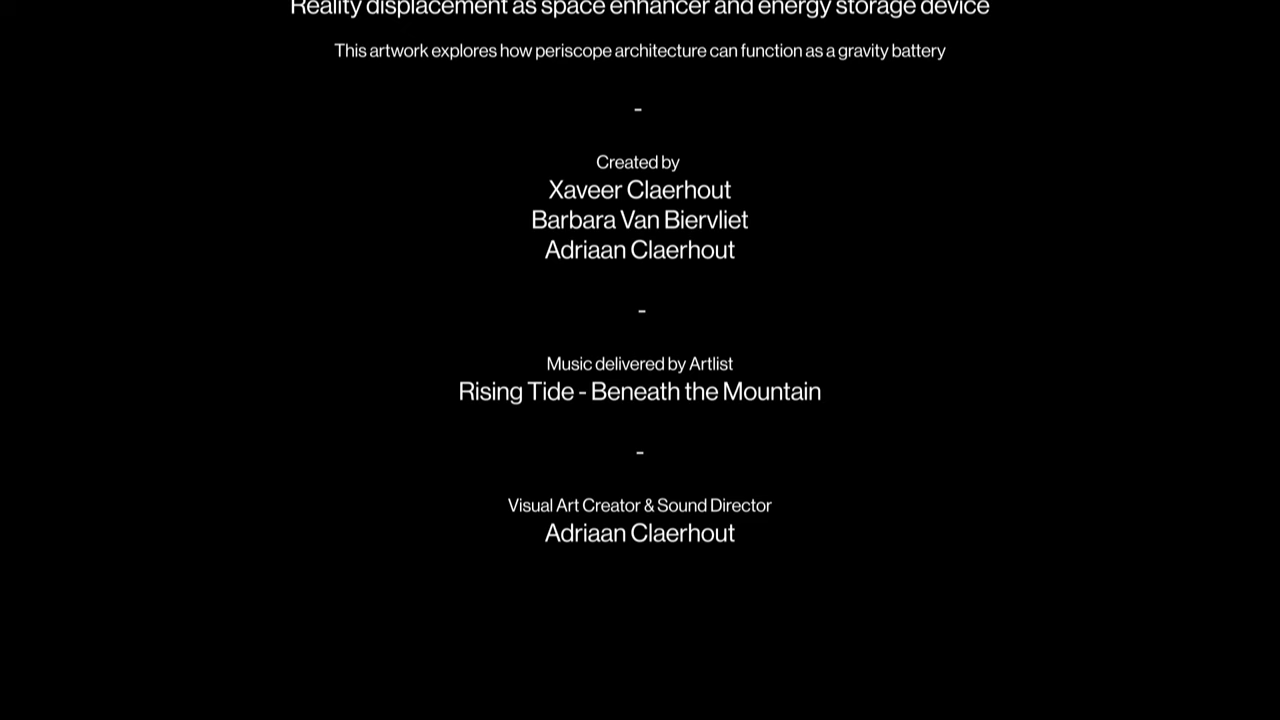 Reality displacement as space enhancer and energy storage device
This artwork explores how periscope architecture can function as a gravity battery
-
Created by
Xaveer Claerhout
Barbara Van Biervliet
Adriaan Claerhout
-
Music delivered by Artlist
Rising Tide - Beneath the Mountain
-
Visual Art Creator & Sound Director
Adriaan Claerhout